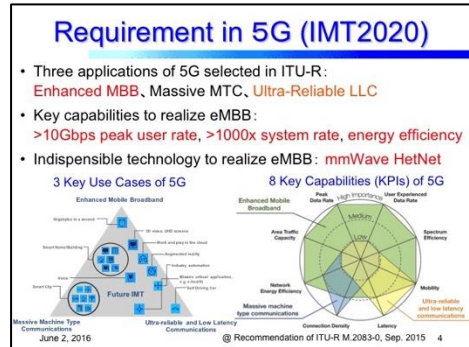 Requirement in 5G (IMT2020)
• Three applications of 5G selected in ITU-R:
Enhanced MBB、Massive MTC、Ultra-Reliable LLC
• Key capabilities to realize eMBB:
>10Gbps peak user rate, >1000x system rate, energy efficiency
• Indispensible technology to realize eMBB: mmWave HetNet
3 Key Use Cases of 5G
Enhanced Mobile Broadband
Gigabytes in a second
3D video, UHD screens
Work and play in the cloud
Smart Home/Building
Augmented reality
Industry automation
Voice
Mission critical application,
Smart City
Self Driving Car
Future IMT
Massive Machine Type
Communications
Ultra-reliable and Low Latency
Communications
8 Key Capabilities (KPIs) of 5G
Enhanced Mobile
Broadband
Peak
Data Rate
High Importance
User Experienced
Data Rate
Medium
Low
Area Traffic
Capacity
Spectrum
Efficiency
Network
Energy Efficiency
Mobility
Massive machine
type communications
Ultra-reliable
and low latency
communications
Connection Density
Latency
June 2, 2016
@ Recommendation of ITU-R M.2083-0, Sep. 2015
4